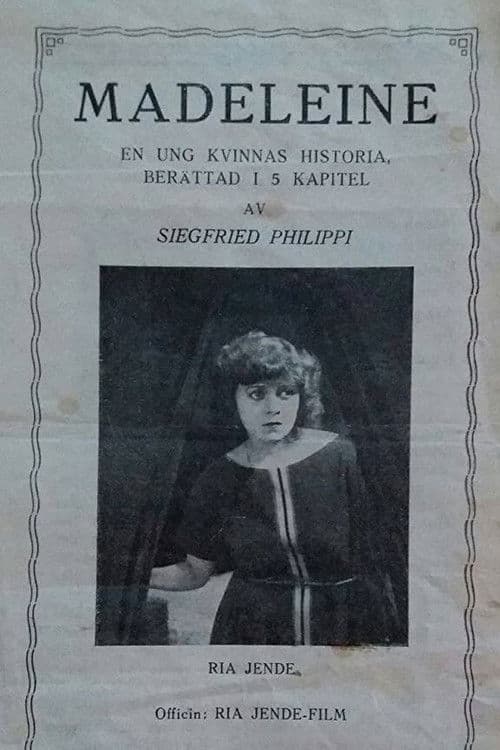 MADELEINE
EN UNG KVINNAS HISTORIA,
BERÄTTAD I 5 KAPITEL
AV
SIEGFRIED PHILIPPI
RIA JENDE
Officin: RIA JENDE-FILM